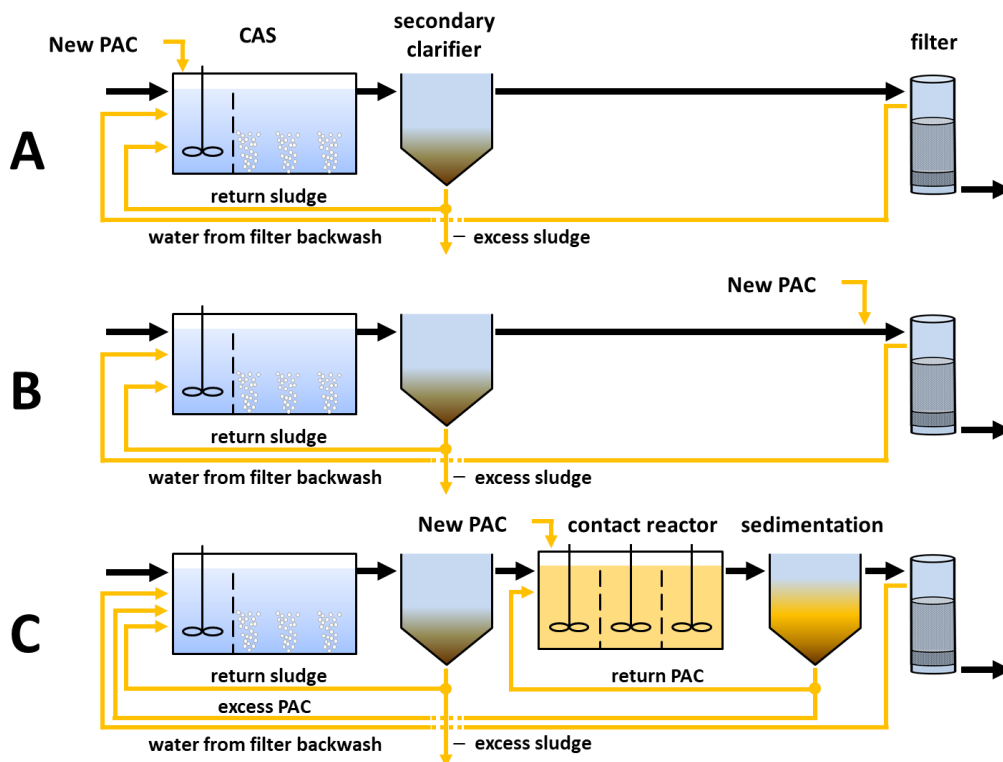 CAS
secondary
clarifier
filter
New PAC
A
return sludge
water from filter backwash
– excess sludge
New PAC
B
return sludge
water from filter backwash
– excess sludge
New PAC
contact reactor
sedimentation
C
return sludge
return PAC
excess PAC
water from filter backwash
– excess sludge